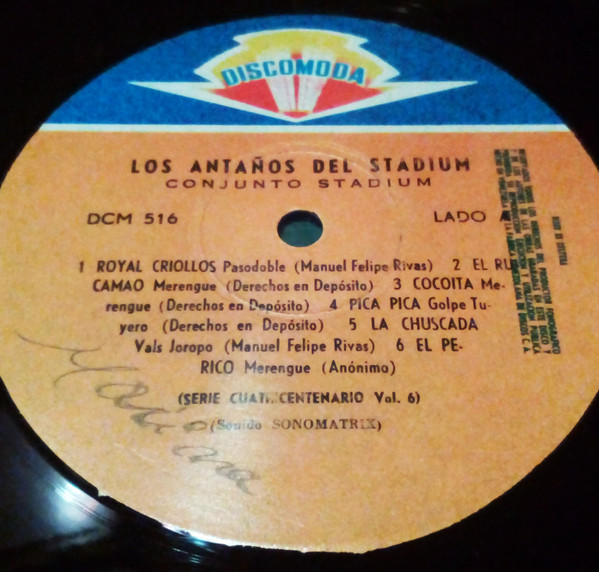 DISCOMODA
LOS ANTAÑOS DEL STADIUM
CONJUNTO STADIUM
DCM 516 LADO A
1 ROYAL CRIOLLOS Pasodoble (Manuel Felipe Rivas) 2 EL RU-
CAMAO Merengue (Derechos en Depósito) 3 COCOITA Me-
rengue (Derechos en Depósito) 4 PICA PICA Golpe Tu-
yero (Derechos en Depósito) 5 LA CHUSCADA
Vals Joropo (Manuel Felipe Rivas) 6 EL PE-
RICO Merengue (Anónimo)
(SERIE CUATRICENTENARIO Vol. 6)
(Sonido SONOMATRIX)